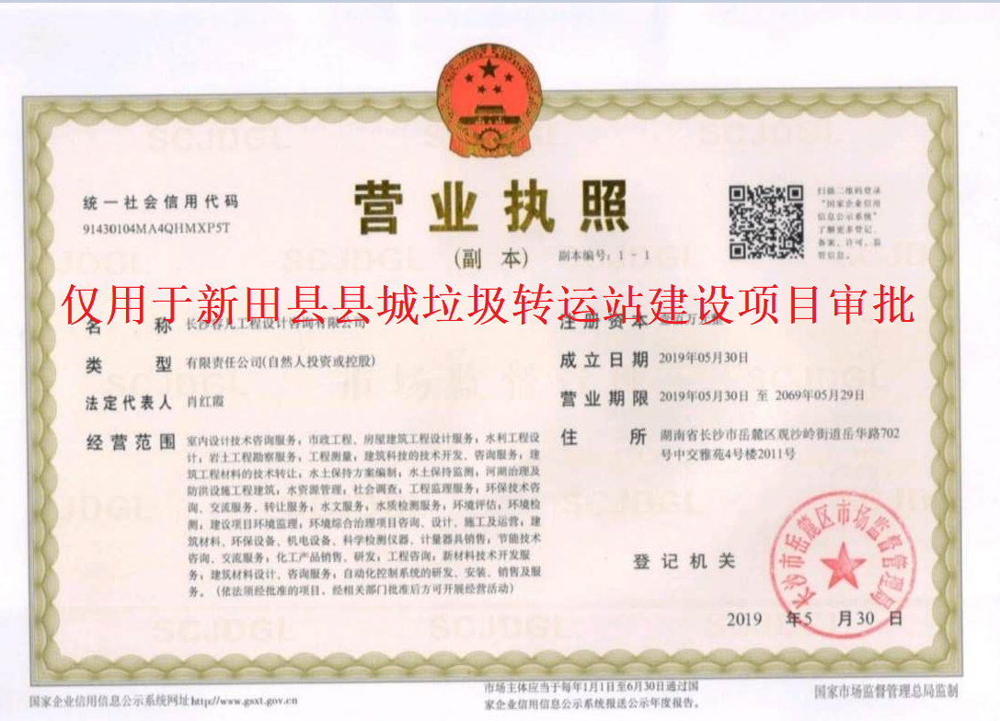 统一社会信用代码
91430104MA4QHMXP5T
营业执照
(副 本)
副本编号：1-1
扫描二维码登录
“国家企业信用
信息公示系统”
了解更多登记、
备案、许可、监
管信息。
仅用于新田县县城垃圾转运站建设项目审批
名 称
工程设计咨询有限公司
注册资本
类 型 有限责任公司(自然人投资或控股)
成立日期 2019年05月30日
法定代表人 肖红霞
营业期限 2019年05月30日 至 2069年05月29日
经营范围 室内设计技术咨询服务；市政工程、房屋建筑工程设计服务；水利工程设
计；岩土工程勘察服务；工程测量；建筑科技的技术开发、咨询服务；建
筑工程材料的技术转让；水土保持方案编制；水土保持监测；河湖治理及
防洪设施工程建筑；水资源管理；社会调查；工程监理服务；环保技术咨
询、交流服务、转让服务；水文服务；水质检测服务；环境评估；环境检
测；建设项目环境监理；环境综合治理项目咨询、设计、施工及运营；建
筑材料、环保设备、机电设备、科学检测仪器、计量器具销售；节能技术
咨询、交流服务；化工产品销售、研发；工程咨询；新材料技术开发服
务；建筑材料设计、咨询服务；自动化控制系统的研发、安装、销售及服
务。（依法须经批准的项目，经相关部门批准后方可开展经营活动）
住 所 湖南省长沙市岳麓区观沙岭街道岳华路702
号中交雅苑4号楼2011号
登记机关
长沙市岳麓区市场监督管理局
2019 年5 月30 日
国家企业信用信息公示系统网址http://www.gsxt.gov.cn
市场主体应当于每年1月1日至6月30日通过国
家企业信用信息公示系统报送公示年度报告。
国家市场监督管理总局监制